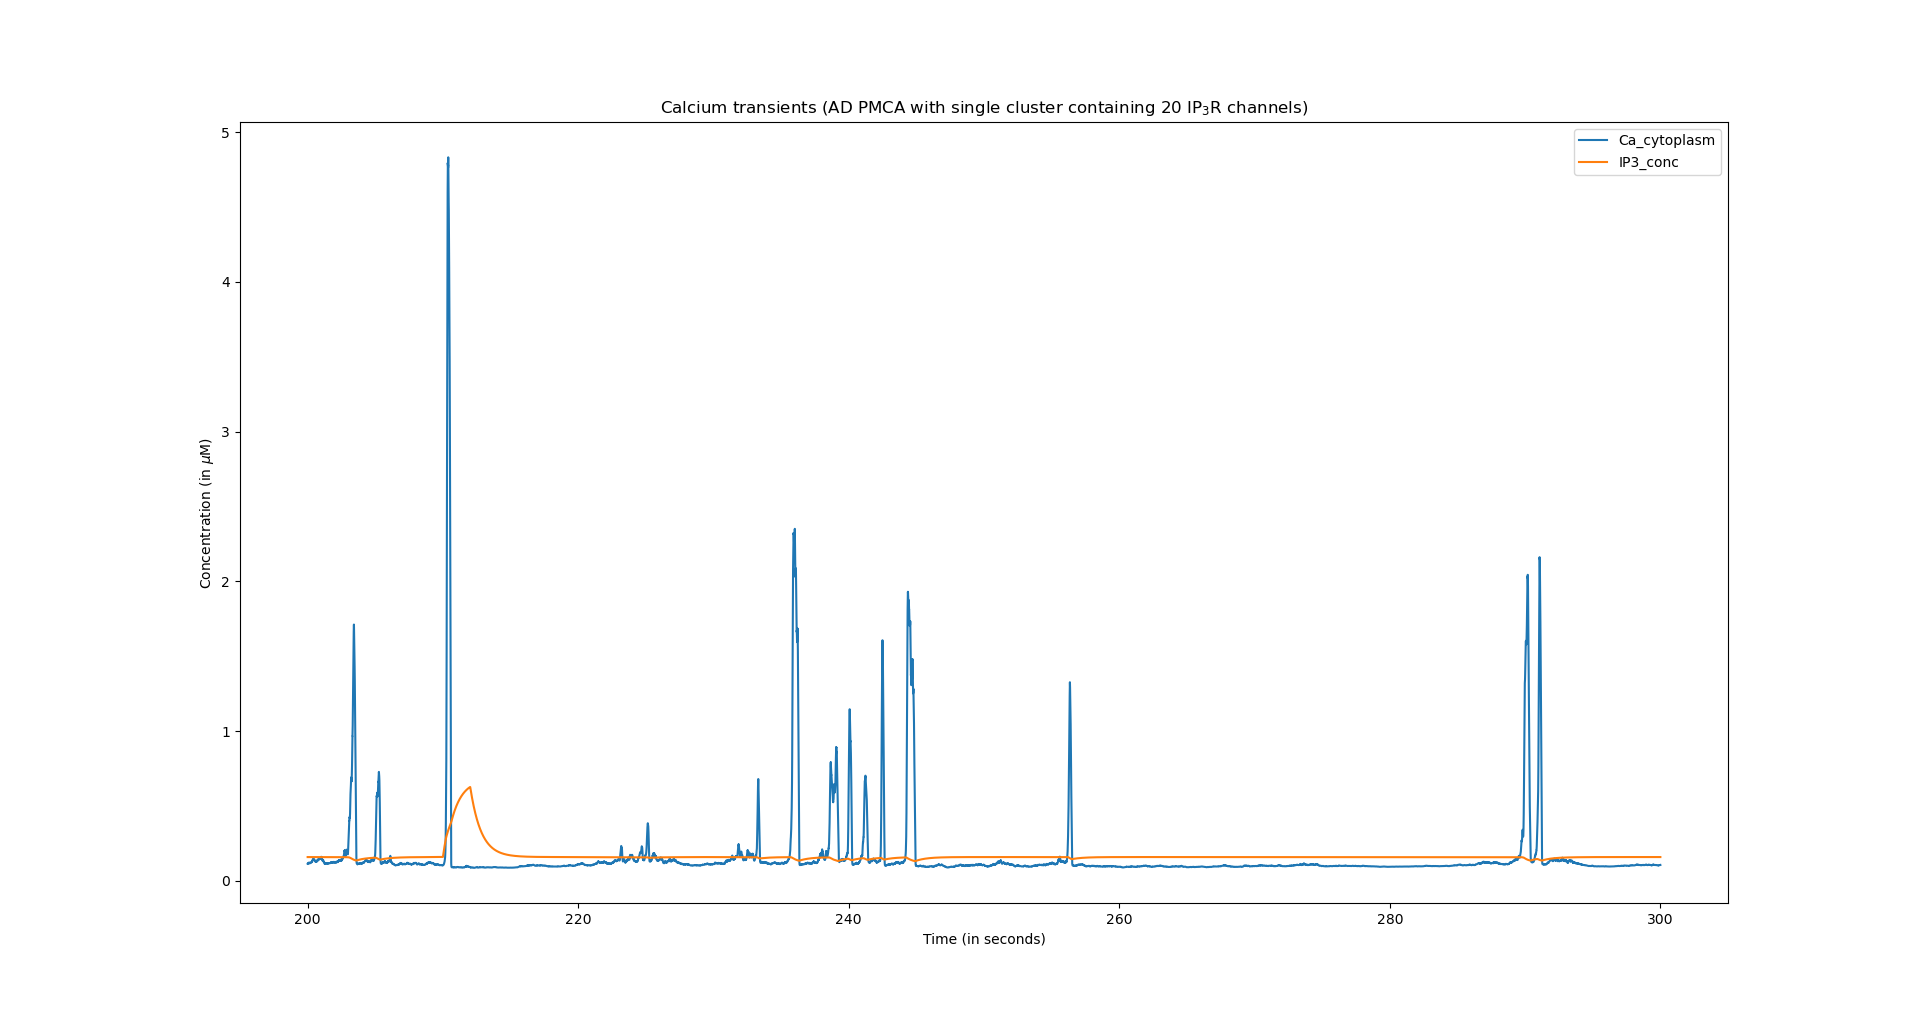 Calcium transients (AD PMCA with single cluster containing 20 IP₃R channels)
Ca_cytoplasm
IP3_conc
Concentration (in μM)
5
4
3
2
1
0
200 220 240 260 280 300
Time (in seconds)